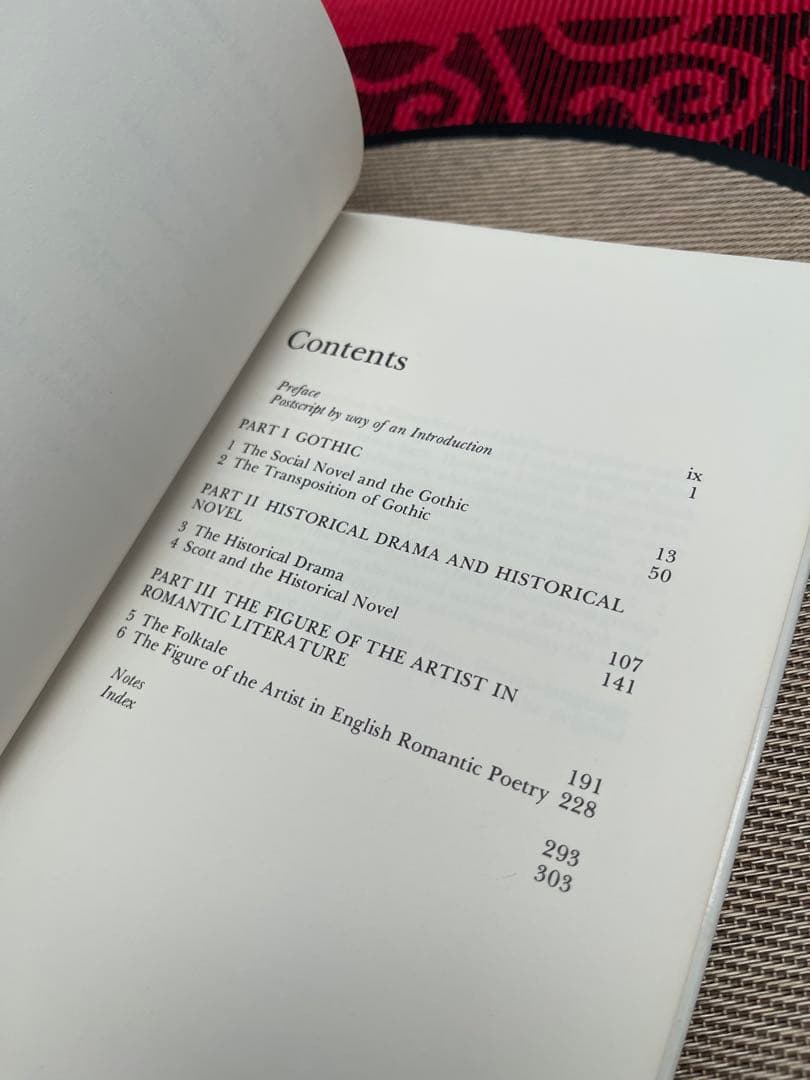 Contents
Preface ix
Postscript by way of an Introduction 1
PART I GOTHIC
1 The Social Novel and the Gothic 13
2 The Transposition of Gothic 50
PART II HISTORICAL DRAMA AND HISTORICAL
NOVEL
3 The Historical Drama 107
4 Scott and the Historical Novel 141
PART III THE FIGURE OF THE ARTIST IN
ROMANTIC LITERATURE
5 The Folktale 191
6 The Figure of the Artist in English Romantic Poetry 228
Notes 293
Index 303